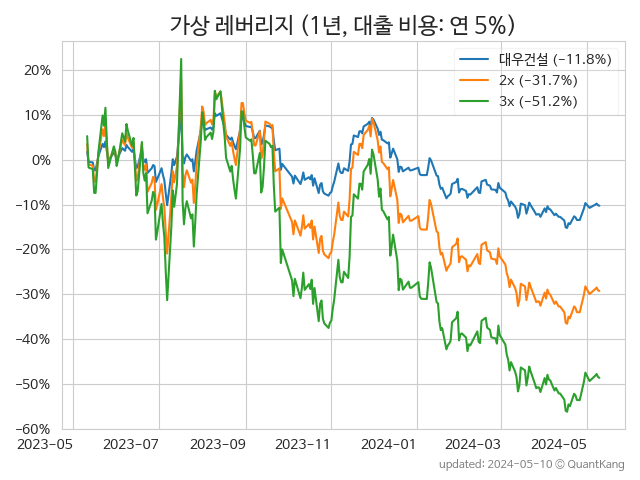 가상 레버리지 (1년, 대출 비용: 연 5%)
대우건설 (-11.8%)
2x (-31.7%)
3x (-51.2%)
20%
10%
0%
−10%
−20%
−30%
−40%
−50%
−60%
2023-05 2023-07 2023-09 2023-11 2024-01 2024-03 2024-05
updated: 2024-05-10 © QuantKang